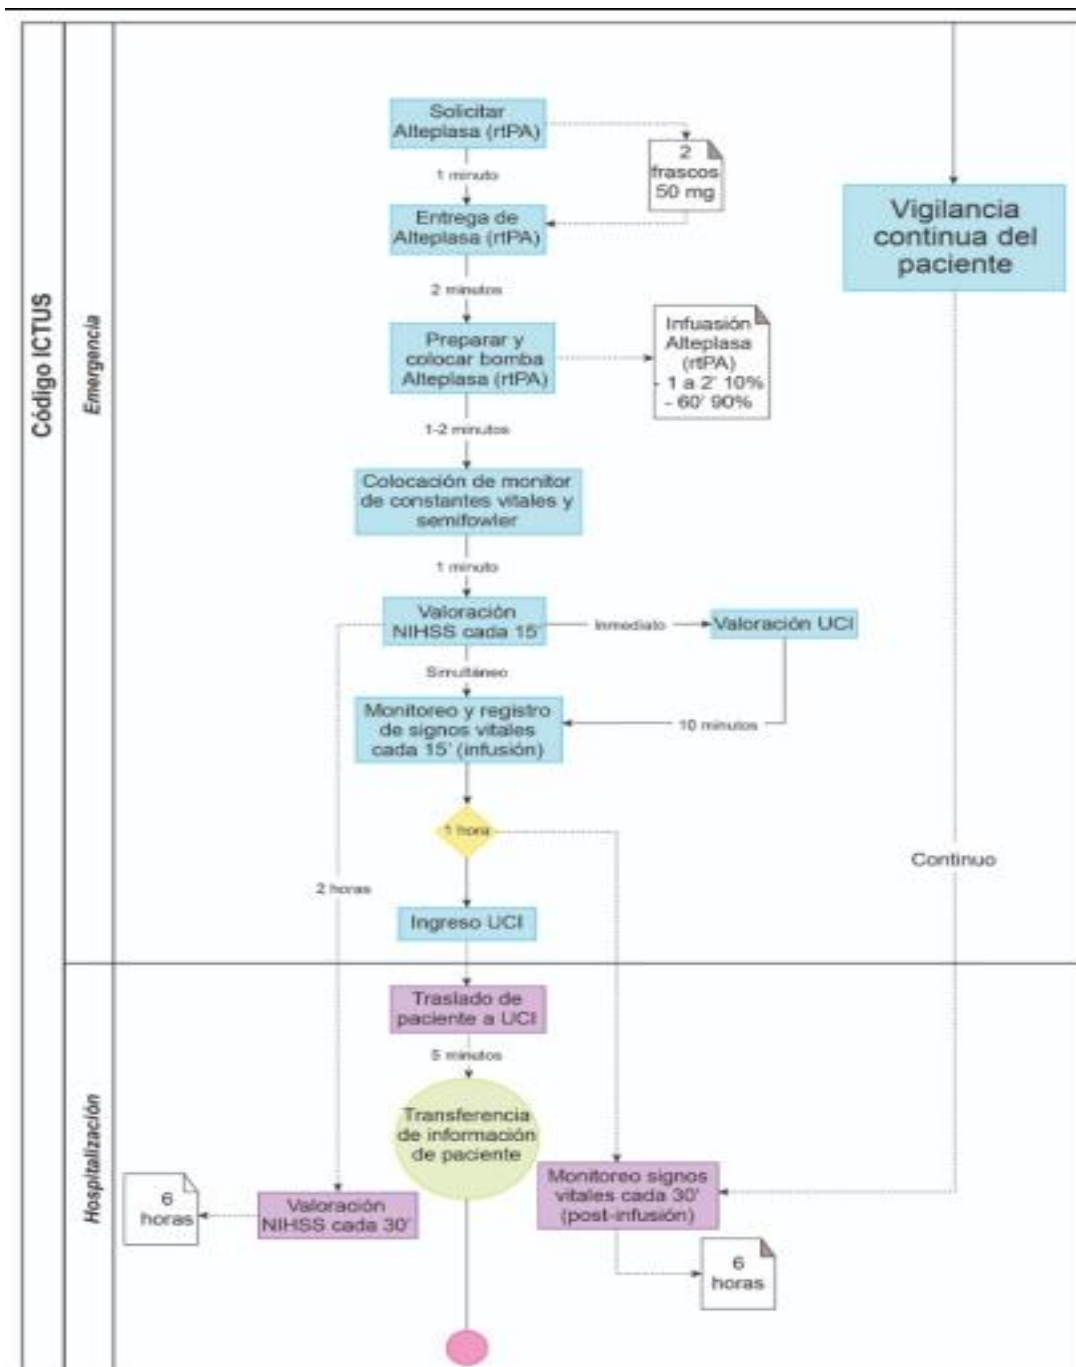 Código ICTUS
Emergencia
Solicitar
Alteplasa (rtPA)
2
frascos
50 mg
1 minuto
Entrega de
Alteplasa (rtPA)
Vigilancia
continua del
paciente
2 minutos
Preparar y
colocar bomba
Alteplasa (rtPA)
Infuasión
Alteplasa
(rtPA)
- 1 a 2' 10%
- 60' 90%
1-2 minutos
Colocación de monitor
de constantes vitales y
semifowler
1 minuto
Valoración
NIHSS cada 15'
Inmediato
Valoración UCI
Simultáneo
Monitoreo y registro
de signos vitales
cada 15' (infusión)
10 minutos
1 hora
Continuo
2 horas
Ingreso UCI
Hospitalización
Traslado de
paciente a UCI
5 minutos
Transferencia
de información
de paciente
6
horas
Valoración
NIHSS cada 30'
Monitoreo signos
vitales cada 30'
(post-infusión)
6
horas